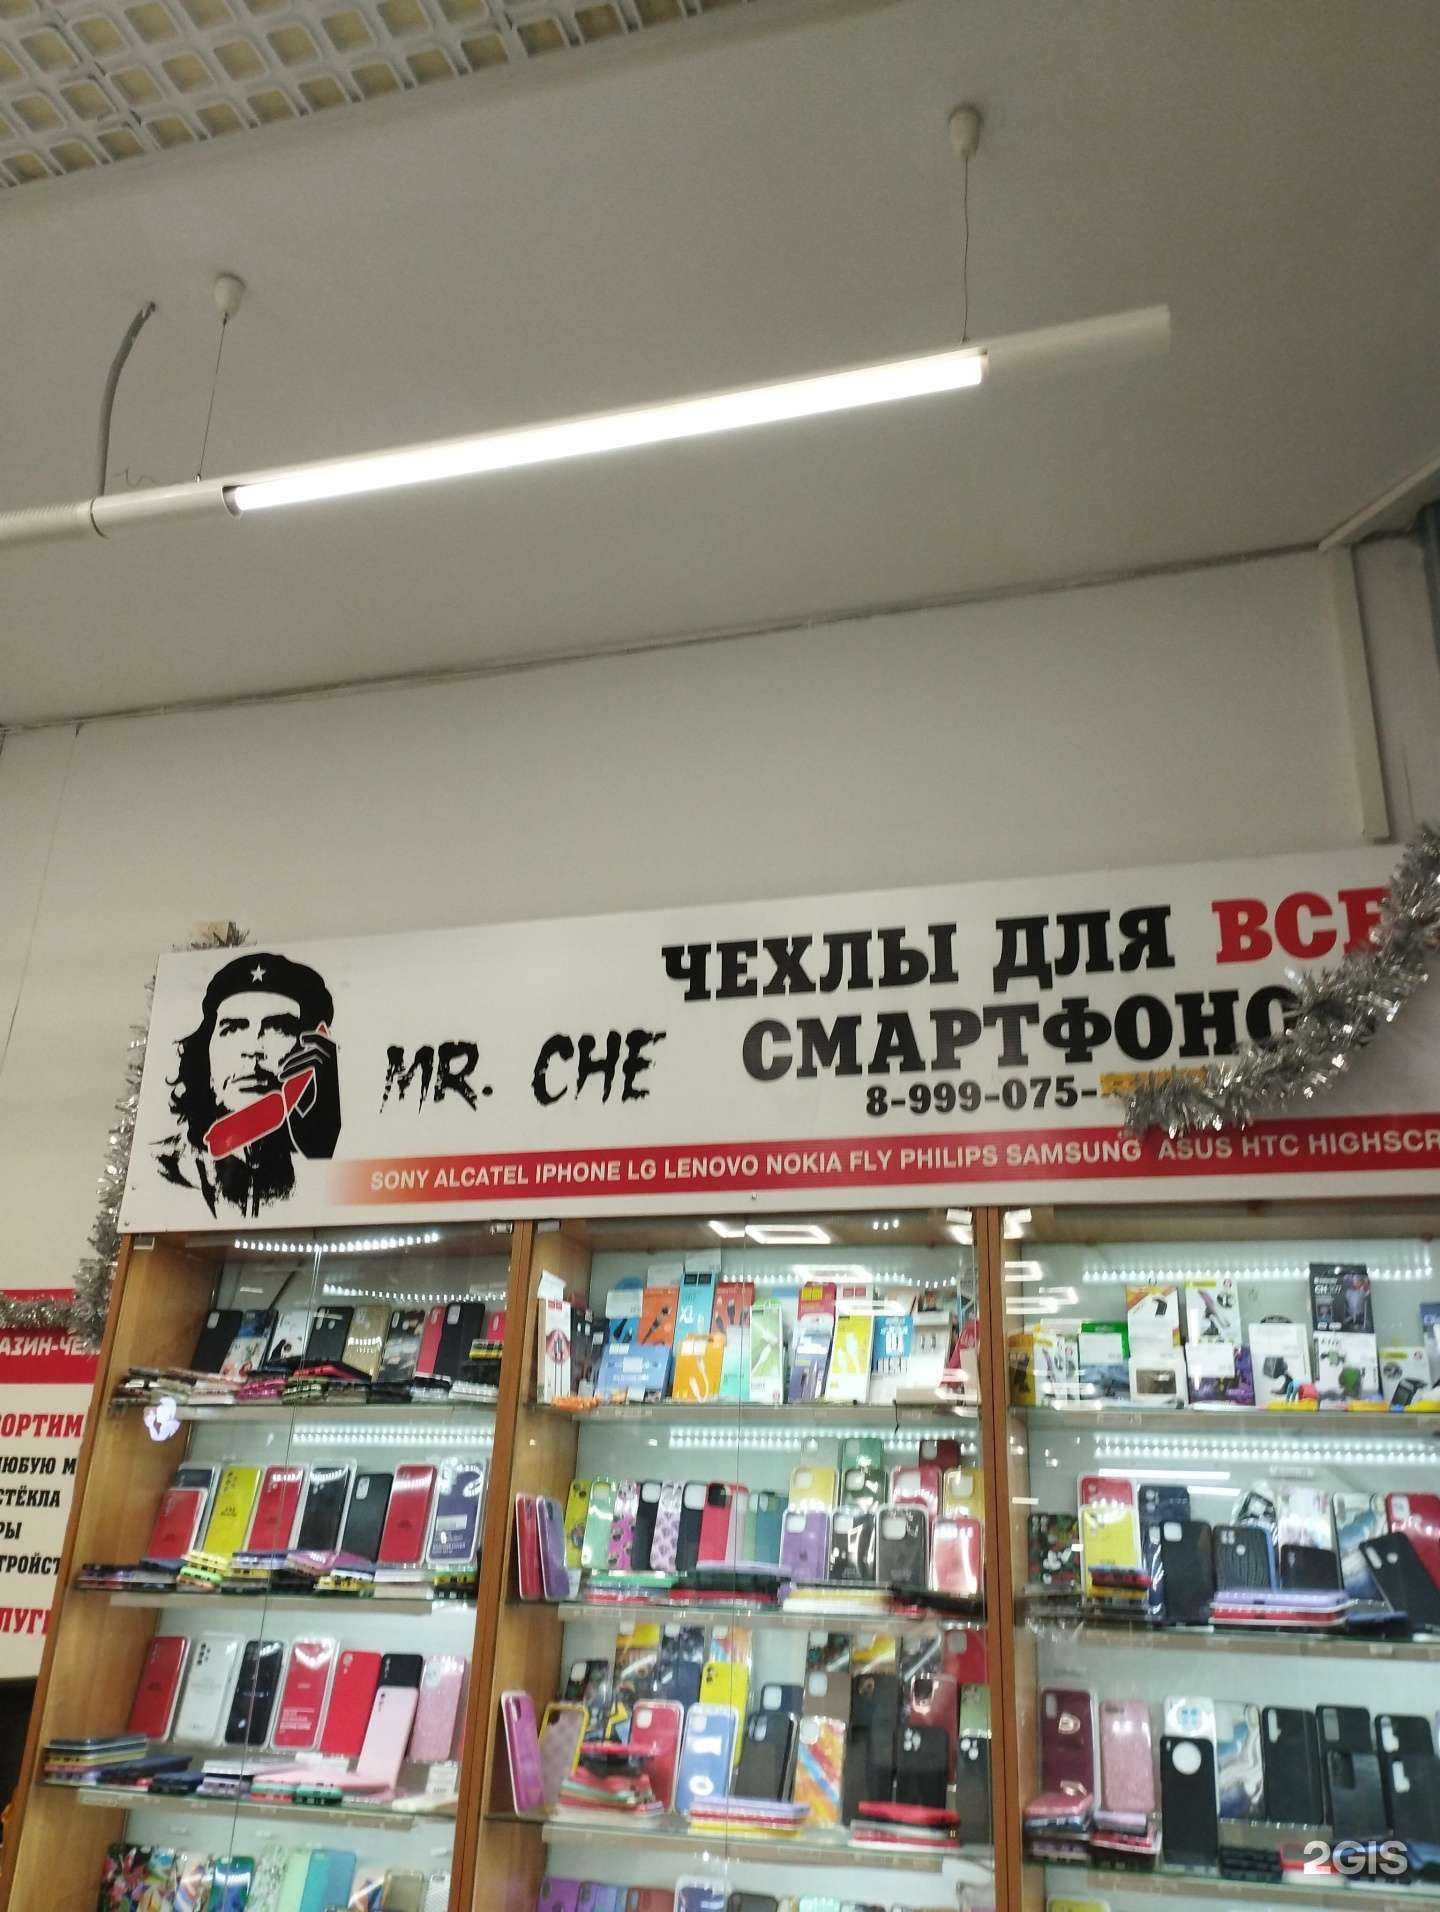 ЧЕХЛЫ ДЛЯ ВСЕ
MR. CHE
СМАРТФОНО
8-999-075-
SONY ALCATEL IPHONE LG LENOVO NOKIA FLY PHILIPS SAMSUNG ASUS HTC HIGHSCR
АЗИН-ЧЕ
ОРТИМ
ЛЮБУЮ М
СТЁКЛА
РЫ
ТРОЙСТ
ЛУГИ
2GIS